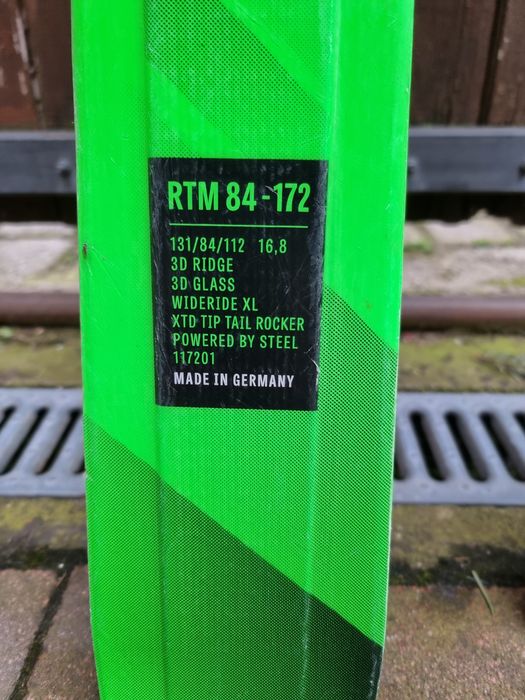 RTM 84 - 172
131/84/112 16,8
3D RIDGE
3D GLASS
WIDERIDE XL
XTD TIP TAIL ROCKER
POWERED BY STEEL
117201
MADE IN GERMANY